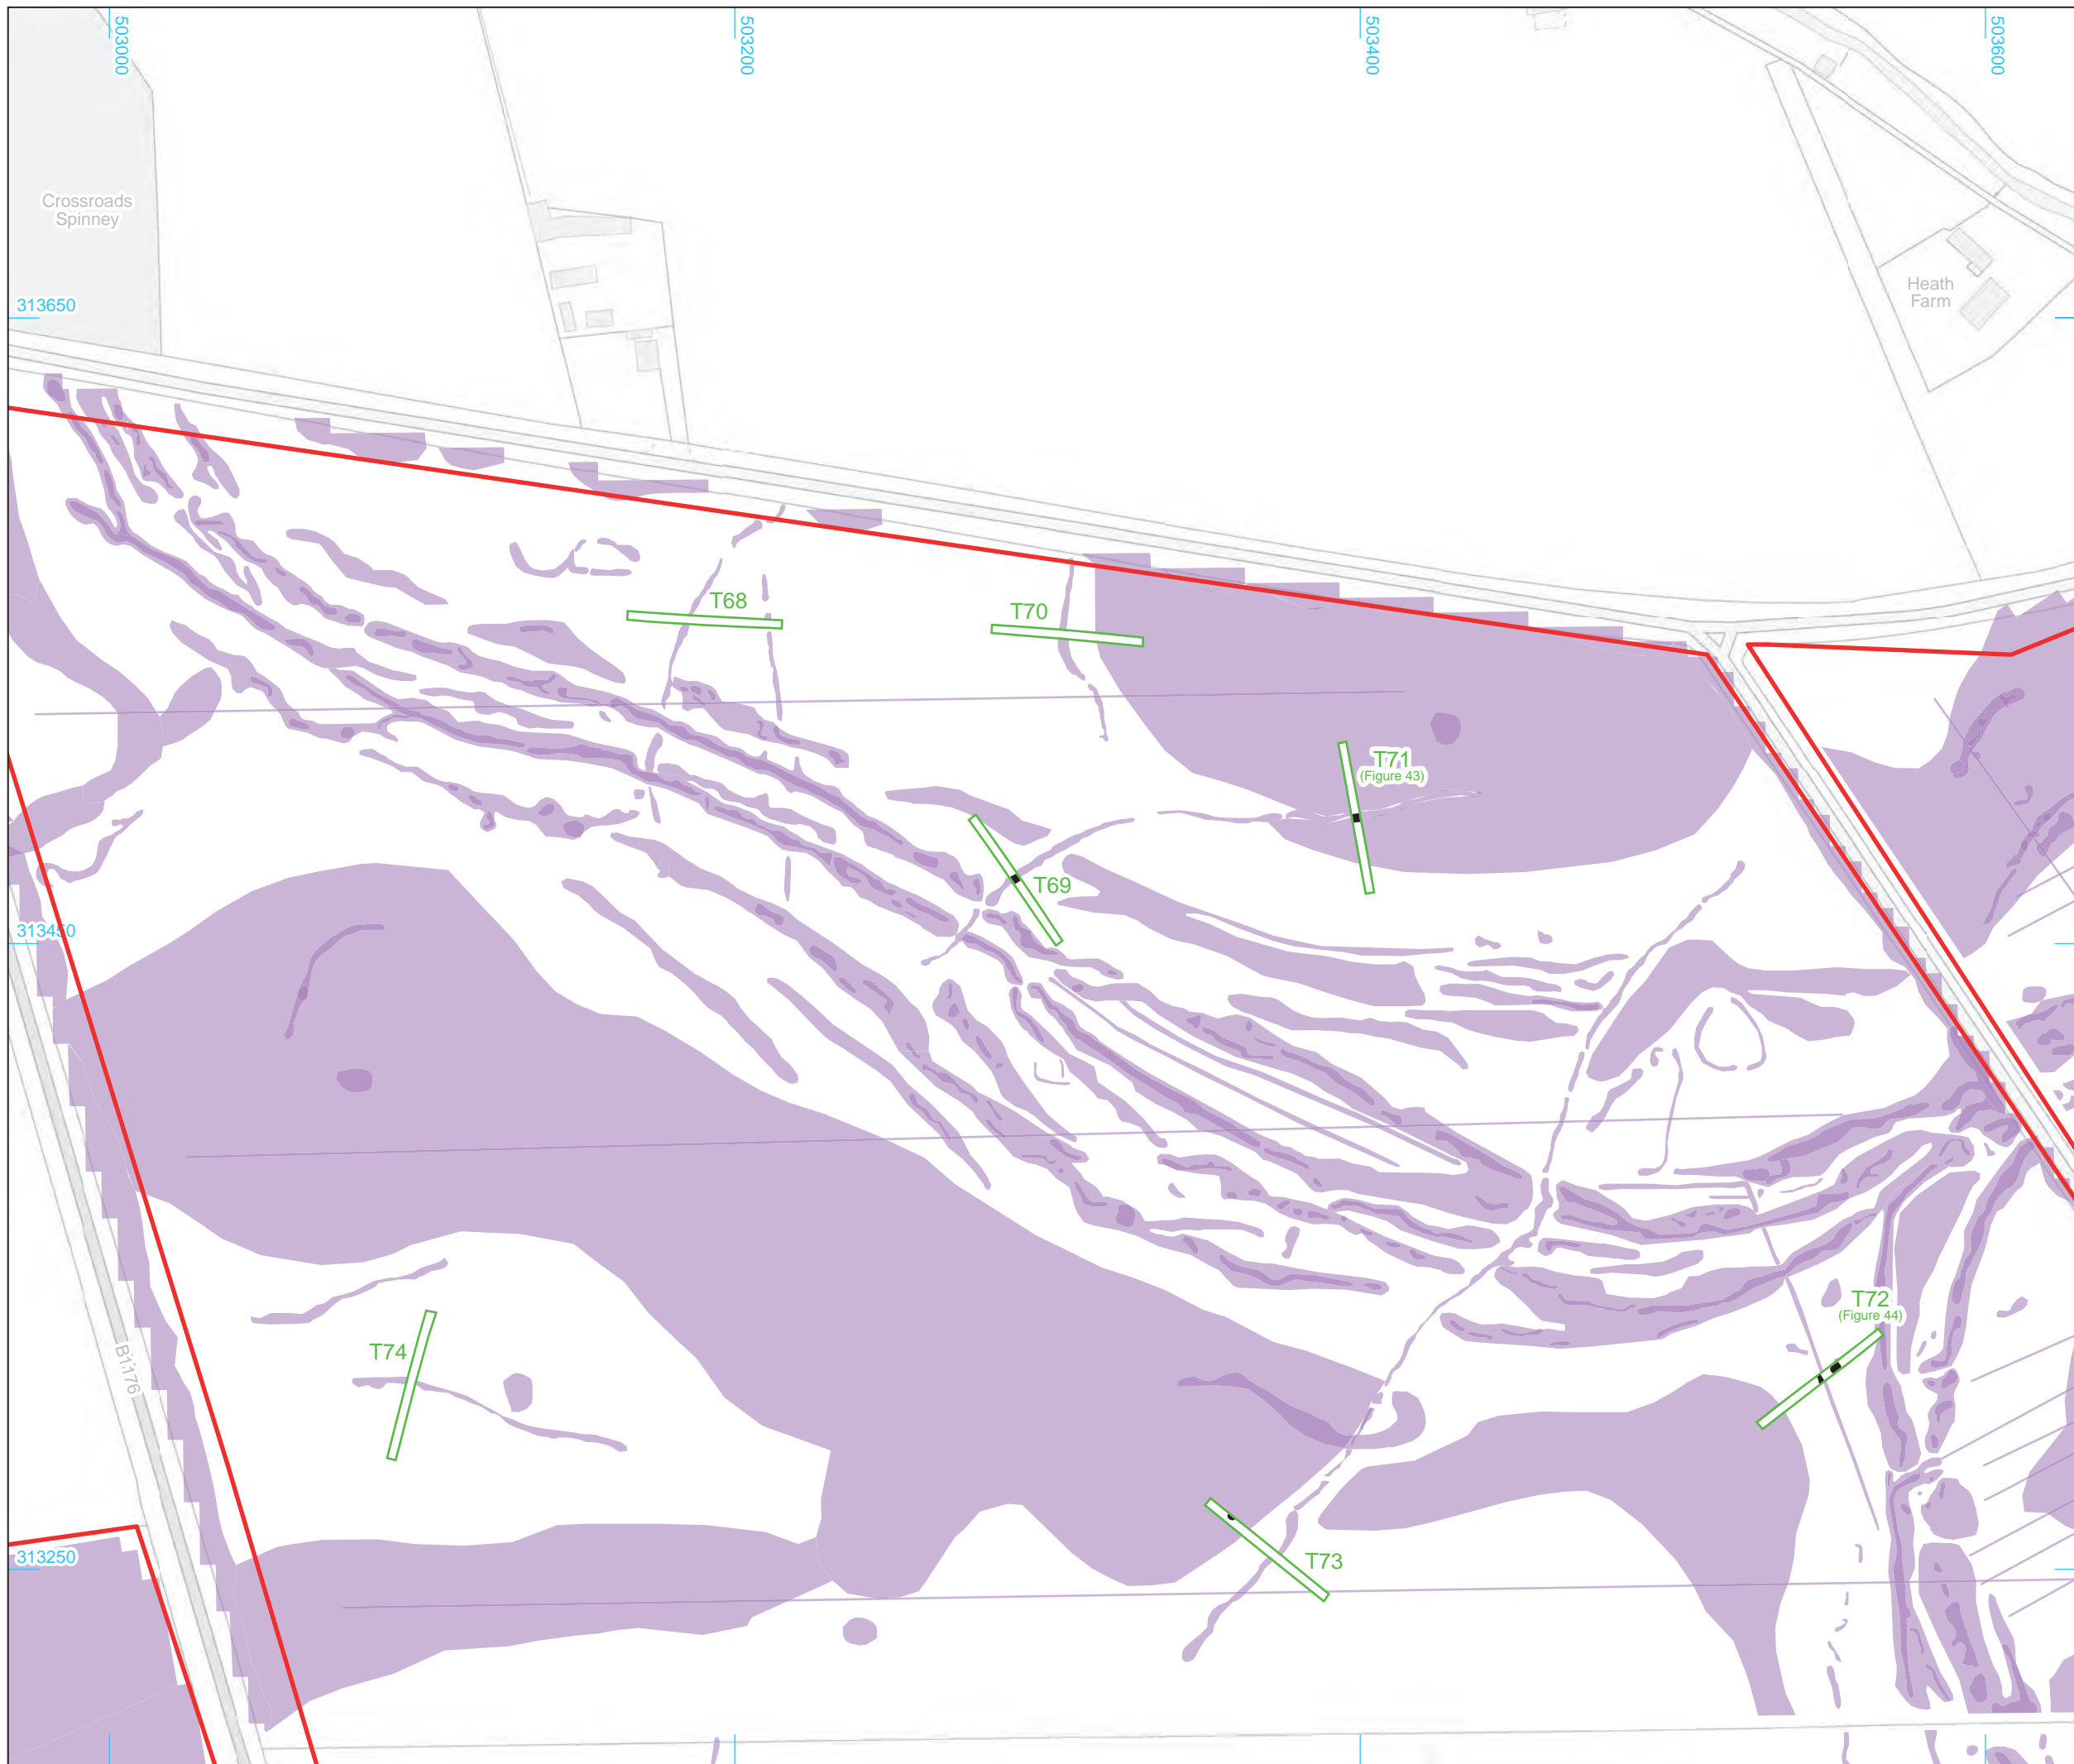 503000
503200
503400
503600
Crossroads
Spinney
Heath
Farm
313650
T68
T70
T71
(Figure 43)
T69
313450
T72
(Figure 44)
T74
B1176
T73
313250